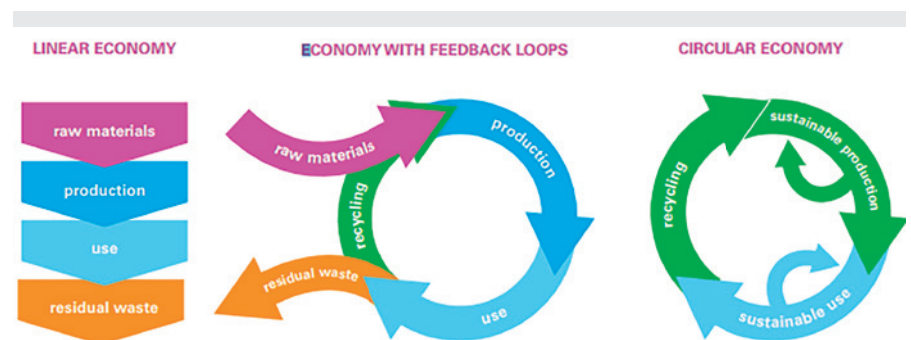 LINEAR ECONOMY
raw materials
production
use
residual waste
ECONOMY WITH FEEDBACK LOOPS
raw materials
production
use
recycling
residual waste
CIRCULAR ECONOMY
sustainable production
sustainable use
recycling